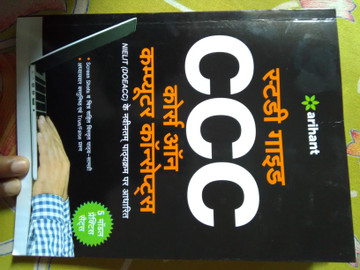 arihant
स्टडी गाइड
CCC
कोर्स ऑन
कम्प्यूटर कॉन्सेप्ट्स
NIELIT (DOEACC) के नवीनतम पाठ्यक्रम पर आधारित
5 मॉडल
प्रैक्टिस
सेट्स